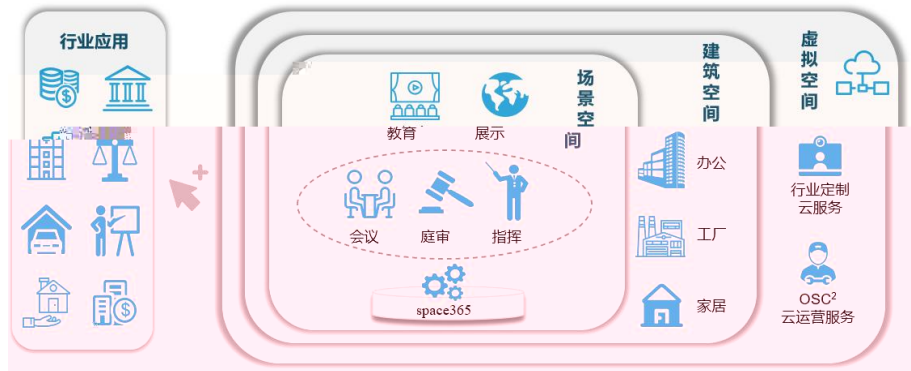 行业应用
场景空间
建筑空间
虚拟空间
教育
展示
会议
庭审
指挥
space365
办公
工厂
家居
行业定制
云服务
OSC²
云运营服务